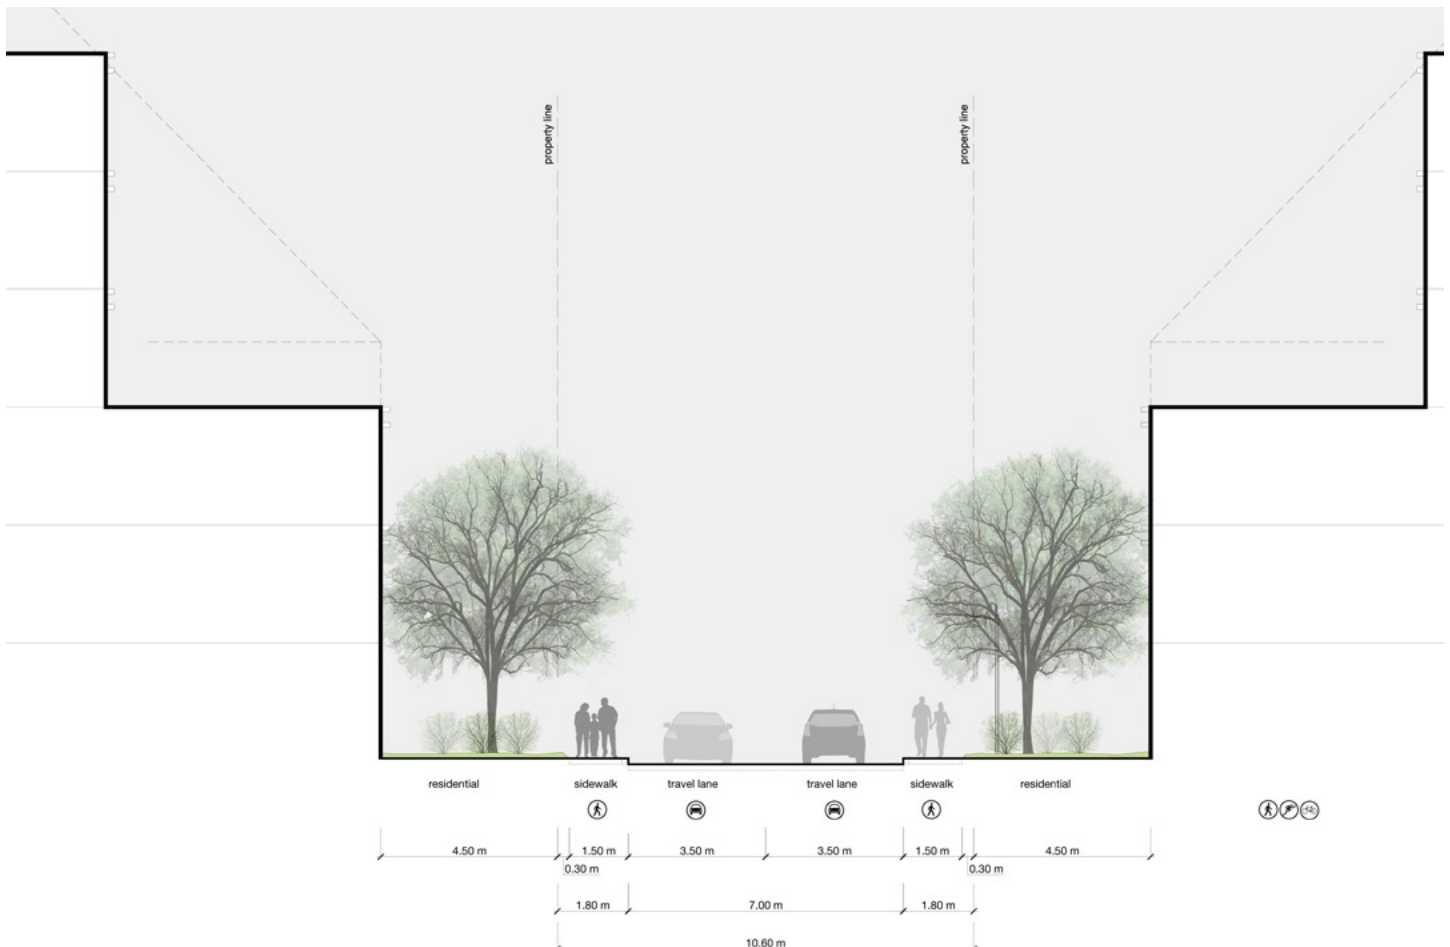 property line
property line
residential sidewalk travel lane travel lane sidewalk residential
4.50 m 1.50 m 3.50 m 3.50 m 1.50 m 4.50 m
0.30 m 0.30 m
1.80 m 7.00 m 1.80 m
10.60 m